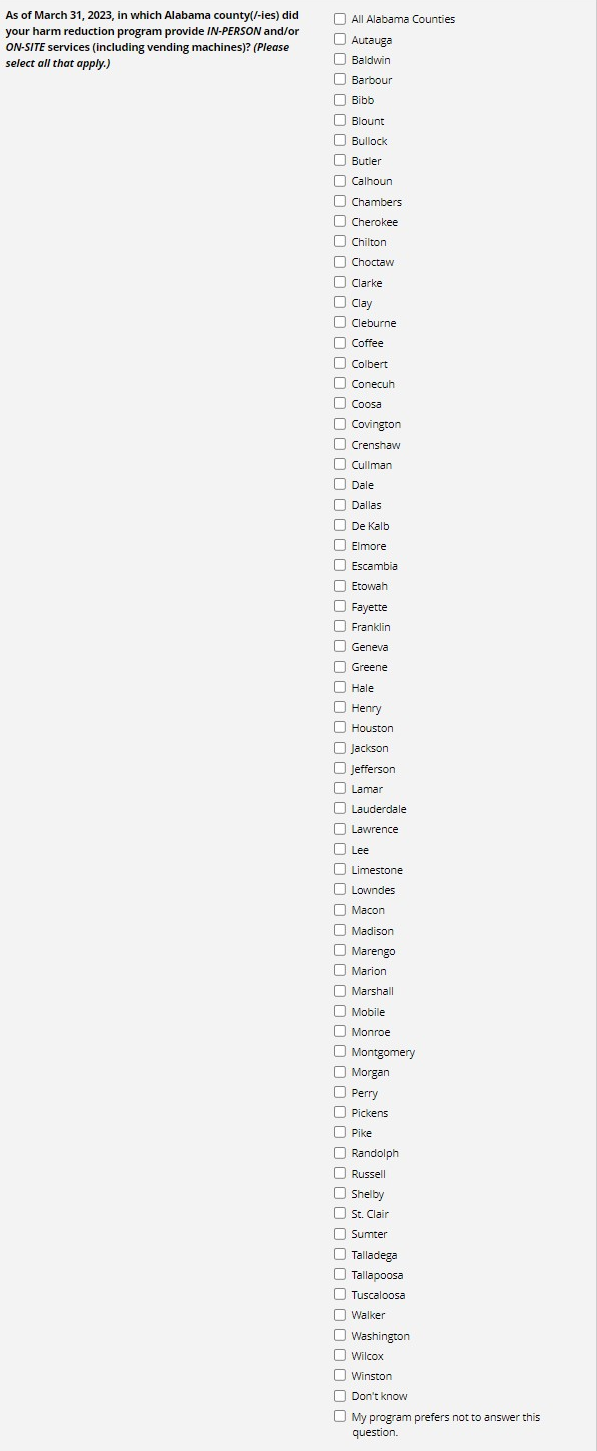 As of March 31, 2023, in which Alabama county(/-ies) did
your harm reduction program provide IN-PERSON and/or
ON-SITE services (including vending machines)? (Please
select all that apply.)
All Alabama Counties
Autauga
Baldwin
Barbour
Bibb
Blount
Bullock
Butler
Calhoun
Chambers
Cherokee
Chilton
Choctaw
Clarke
Clay
Cleburne
Coffee
Colbert
Conecuh
Coosa
Covington
Crenshaw
Cullman
Dale
Dallas
De Kalb
Elmore
Escambia
Etowah
Fayette
Franklin
Geneva
Greene
Hale
Henry
Houston
Jackson
Jefferson
Lamar
Lauderdale
Lawrence
Lee
Limestone
Lowndes
Macon
Madison
Marengo
Marion
Marshall
Mobile
Monroe
Montgomery
Morgan
Perry
Pickens
Pike
Randolph
Russell
Shelby
St. Clair
Sumter
Talladega
Tallapoosa
Tuscaloosa
Walker
Washington
Wilcox
Winston
Don't know
My program prefers not to answer this
question.